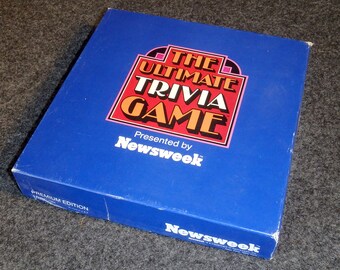 THE
ULTIMATE
TRIVIA
GAME
Presented by
Newsweek
PREMIUM EDITION
Newsweek